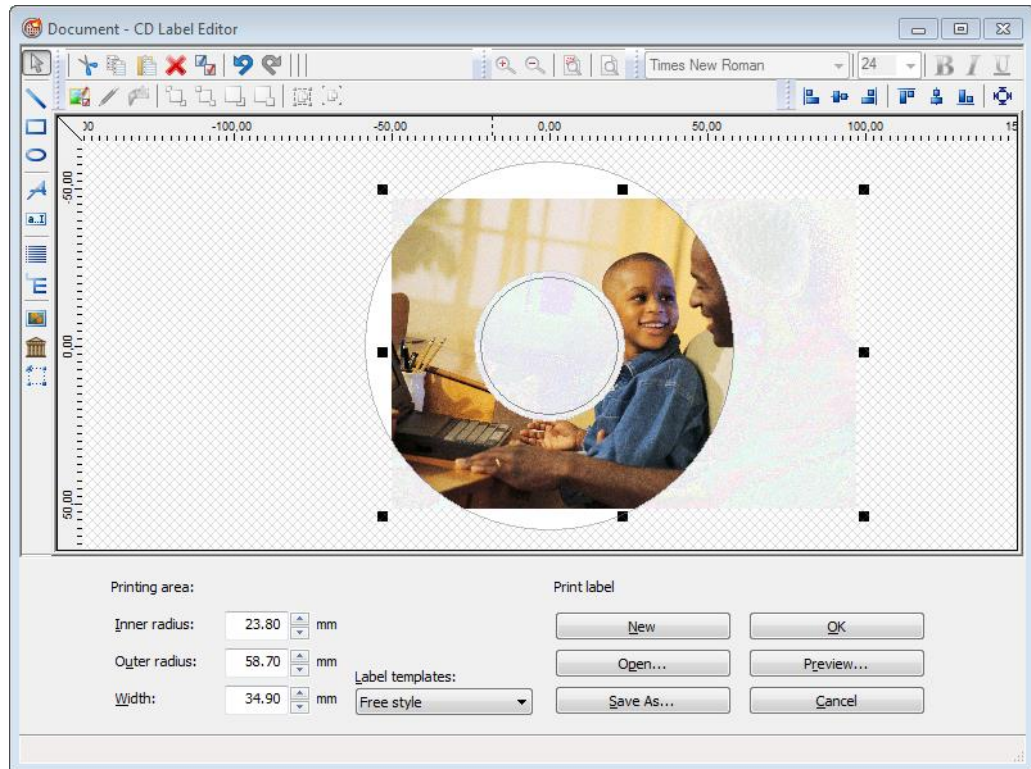 Document - CD Label Editor
Times New Roman
24
B I U
00 -100,00 -50,00 0,00 50,00 100,00 15
-50,00
0,00
50,00
a..I
E
Printing area:
Print label
Inner radius: 23.80 mm
New
OK
Outer radius: 58.70 mm
Open...
Preview...
Label templates:
Width: 34.90 mm
Free style
Save As...
Cancel